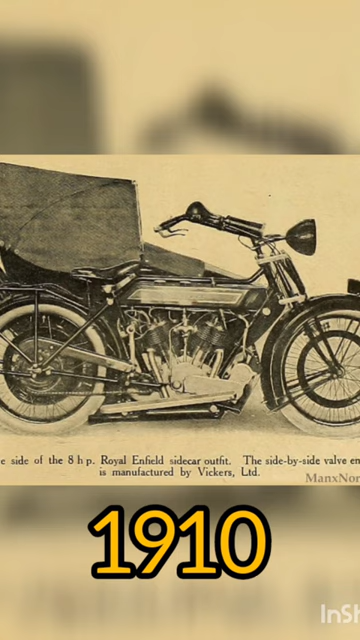 e side of the 8 h p. Royal Enfield sidecar outfit. The side-by-side valve en
is manufactured by Vickers, Ltd.
ManxNor
1910
InSh